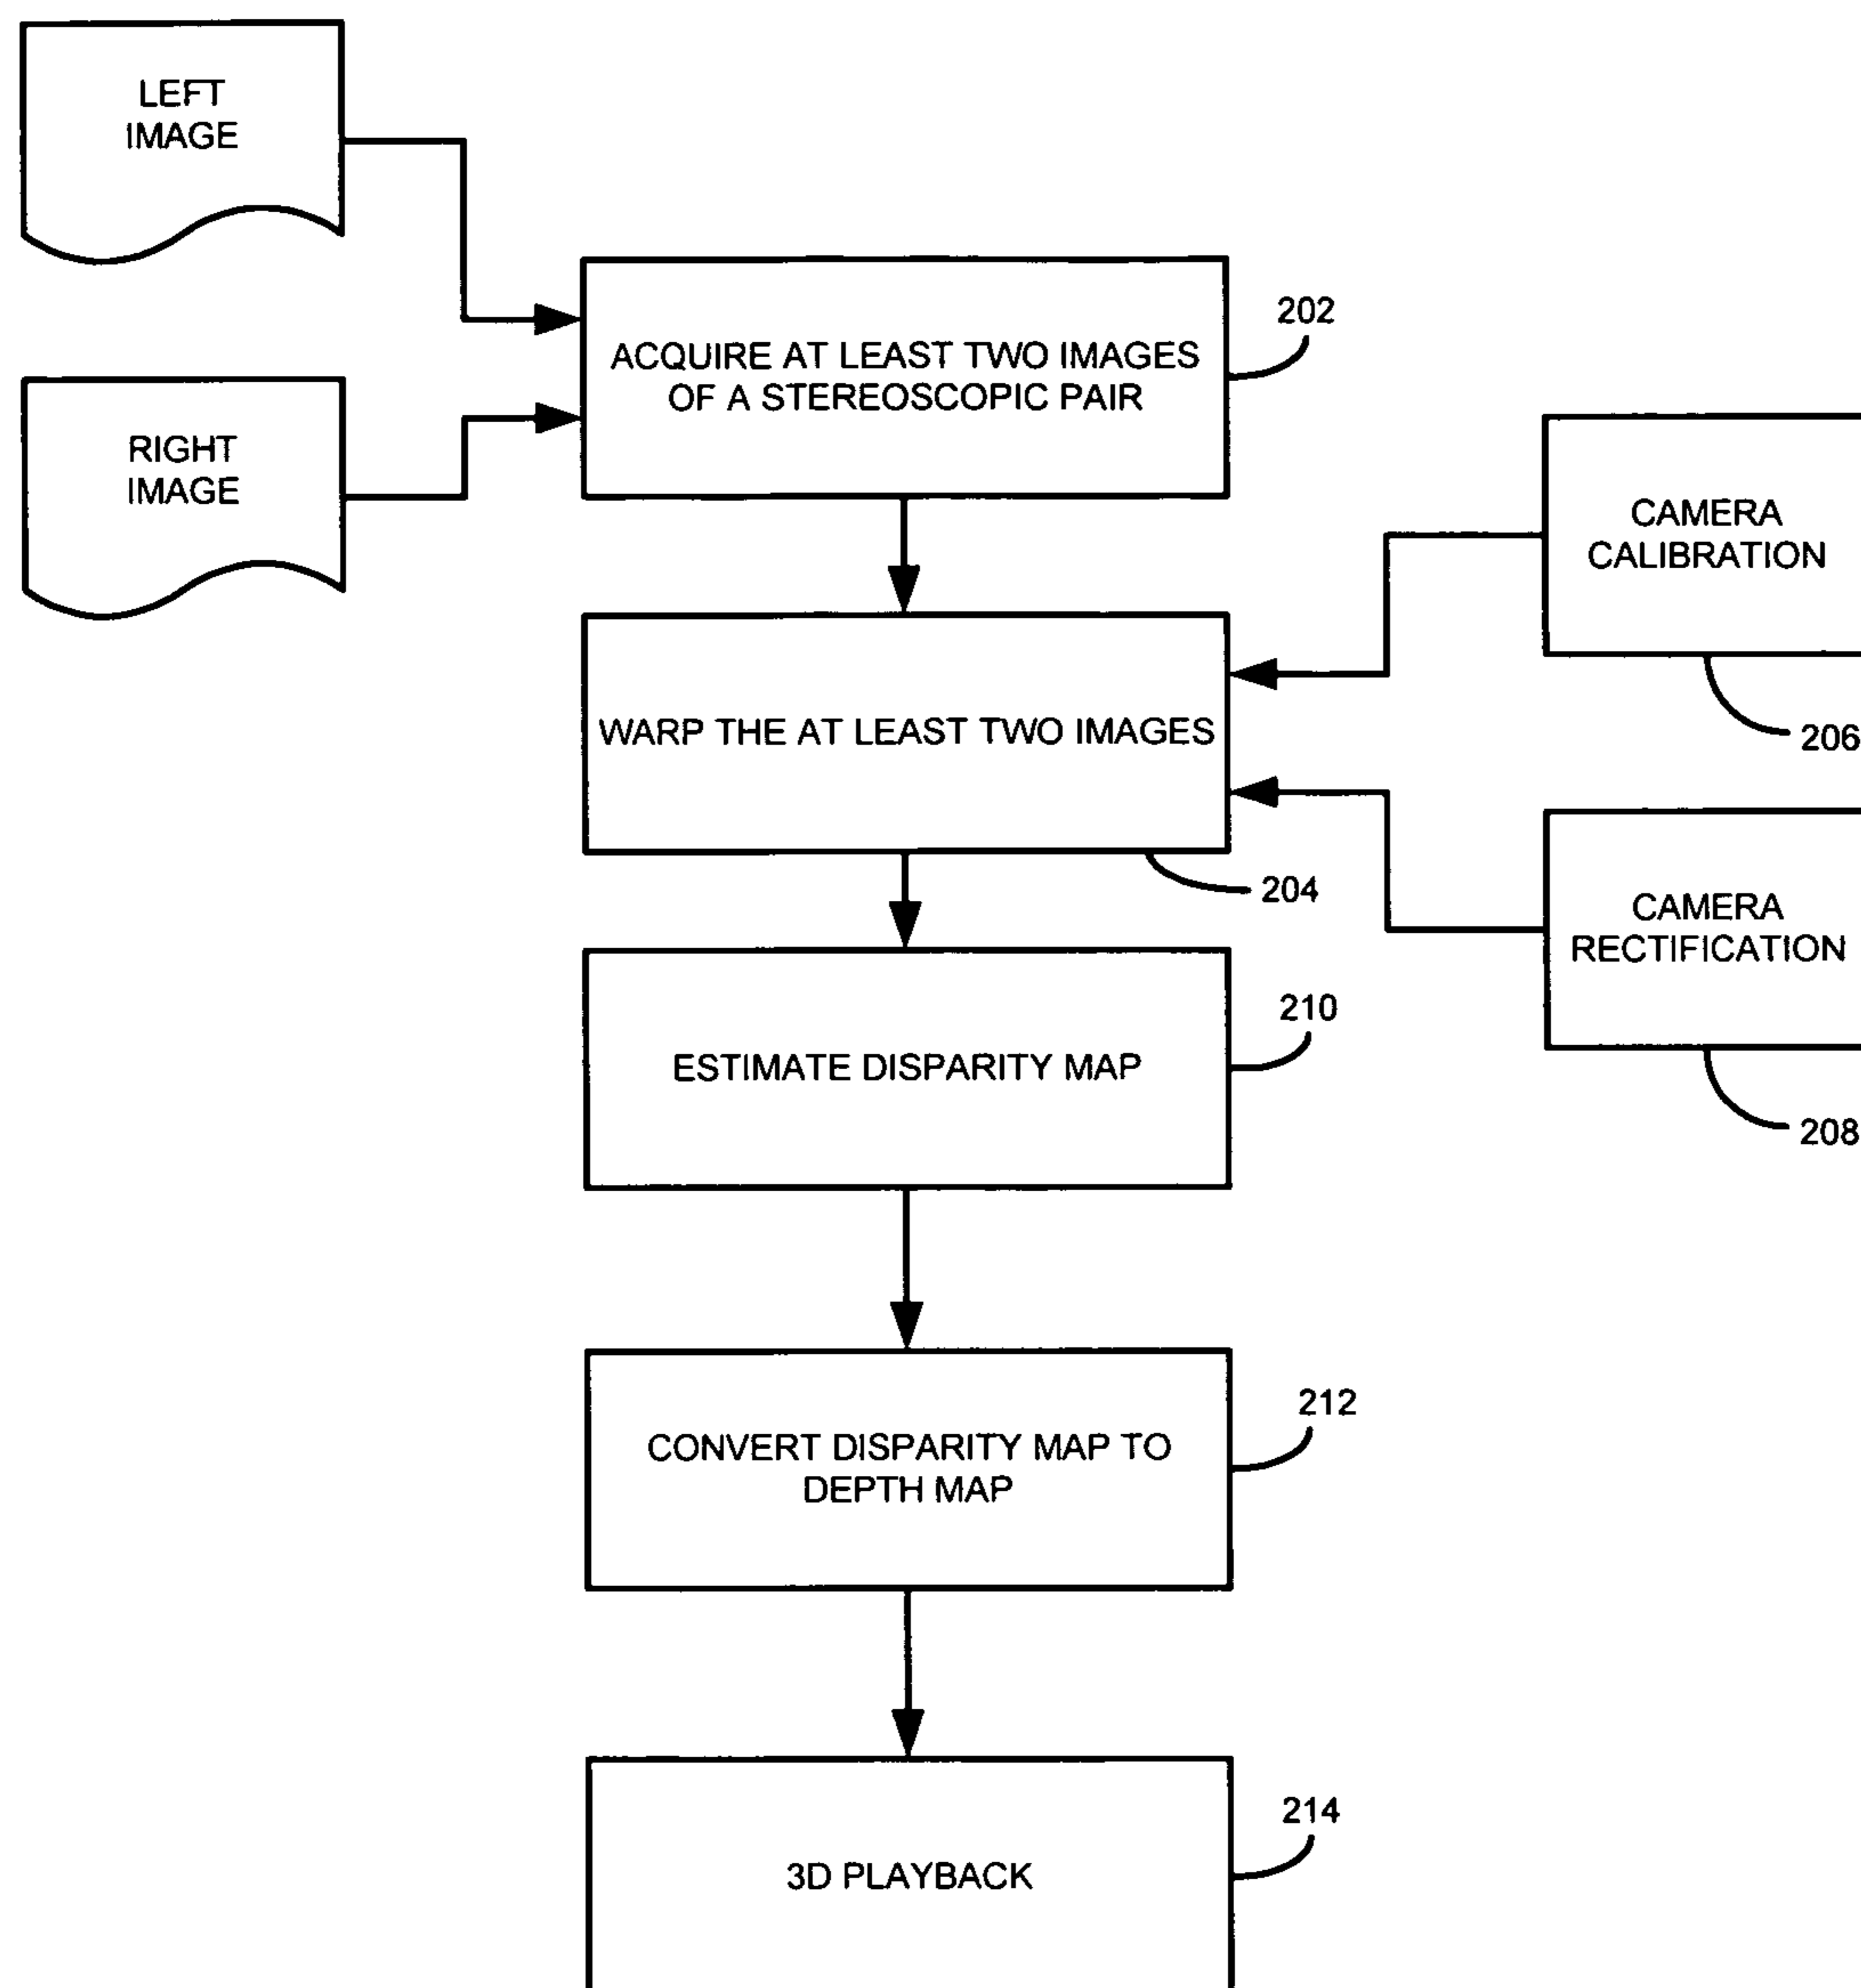 LEFT
IMAGE
202
ACQUIRE AT LEAST TWO IMAGES
OF A STEREOSCOPIC PAIR
RIGHT
IMAGE
CAMERA
CALIBRATION
206
WARP THE AT LEAST TWO IMAGES
204
CAMERA
RECTIFICATION
208
210
ESTIMATE DISPARITY MAP
212
CONVERT DISPARITY MAP TO
DEPTH MAP
214
3D PLAYBACK